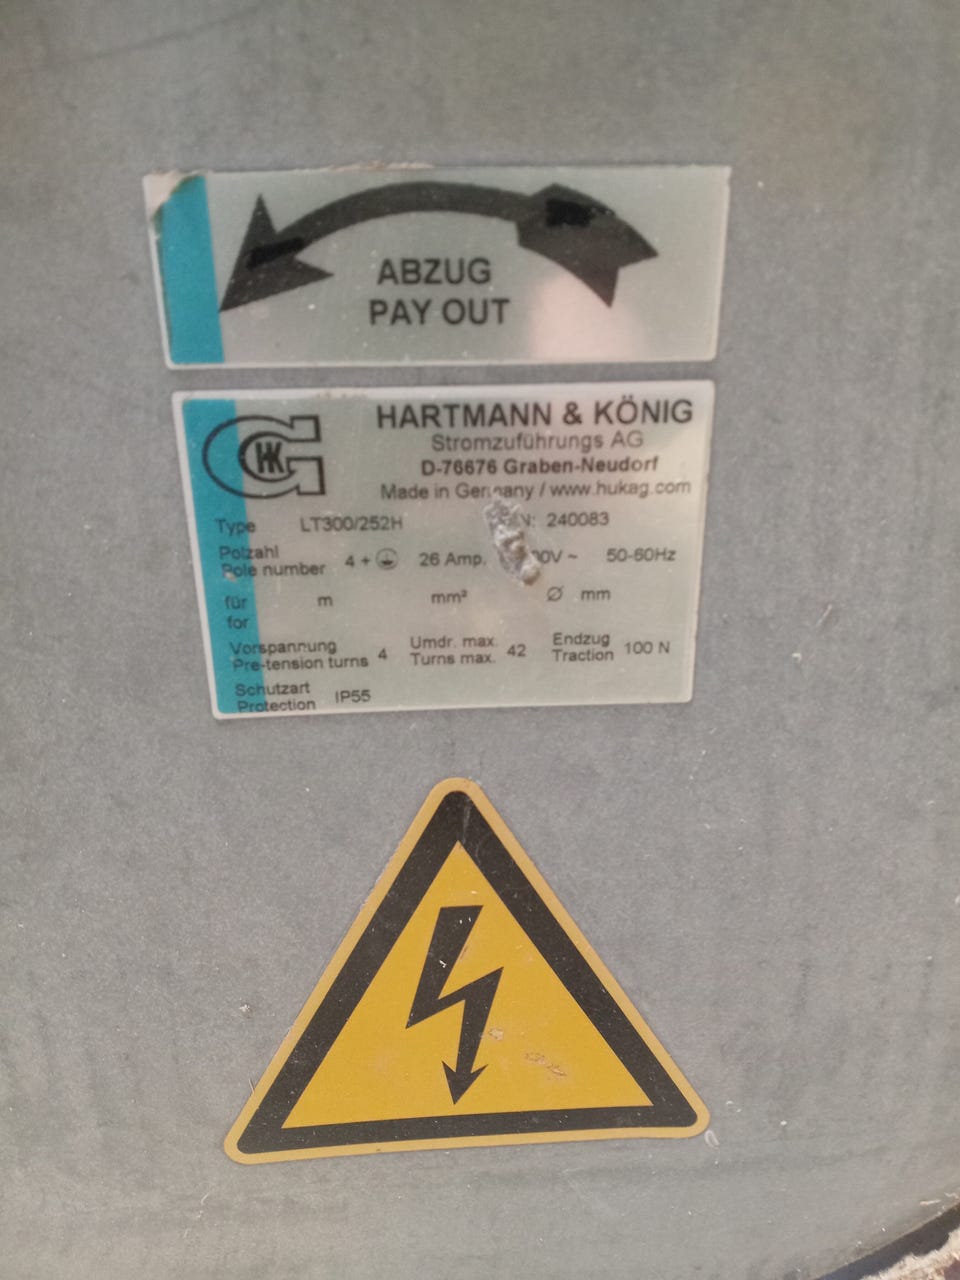 ABZUG
PAY OUT
HK
HARTMANN & KÖNIG
Stromzuführungs AG
D-76676 Graben-Neudorf
Made in Germany / www.hukag.com
Type LT300/252H N: 240083
Polzahl
Pole number 4 + 26 Amp. 00V ~ 50-60Hz
für
for m mm² Ø mm
Vorspannung
Pre-tension turns 4
Umdr. max.
Turns max. 42
Endzug
Traction 100 N
Schutzart
Protection IP55